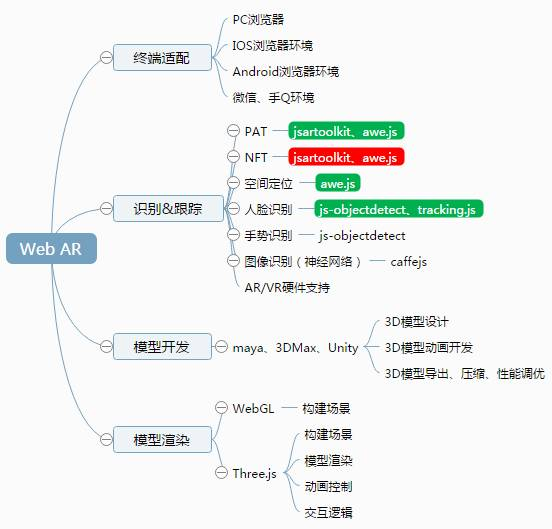 Web AR
终端适配
PC浏览器
IOS浏览器环境
Android浏览器环境
微信、手Q环境
识别&跟踪
PAT
jsartoolkit、awe.js
NFT
jsartoolkit、awe.js
空间定位
awe.js
人脸识别
js-objectdetect、tracking.js
手势识别
js-objectdetect
图像识别（神经网络）
caffejs
AR/VR硬件支持
模型开发
maya、3DMax、Unity
3D模型设计
3D模型动画开发
3D模型导出、压缩、性能调优
模型渲染
WebGL
构建场景
Three.js
构建场景
模型渲染
动画控制
交互逻辑